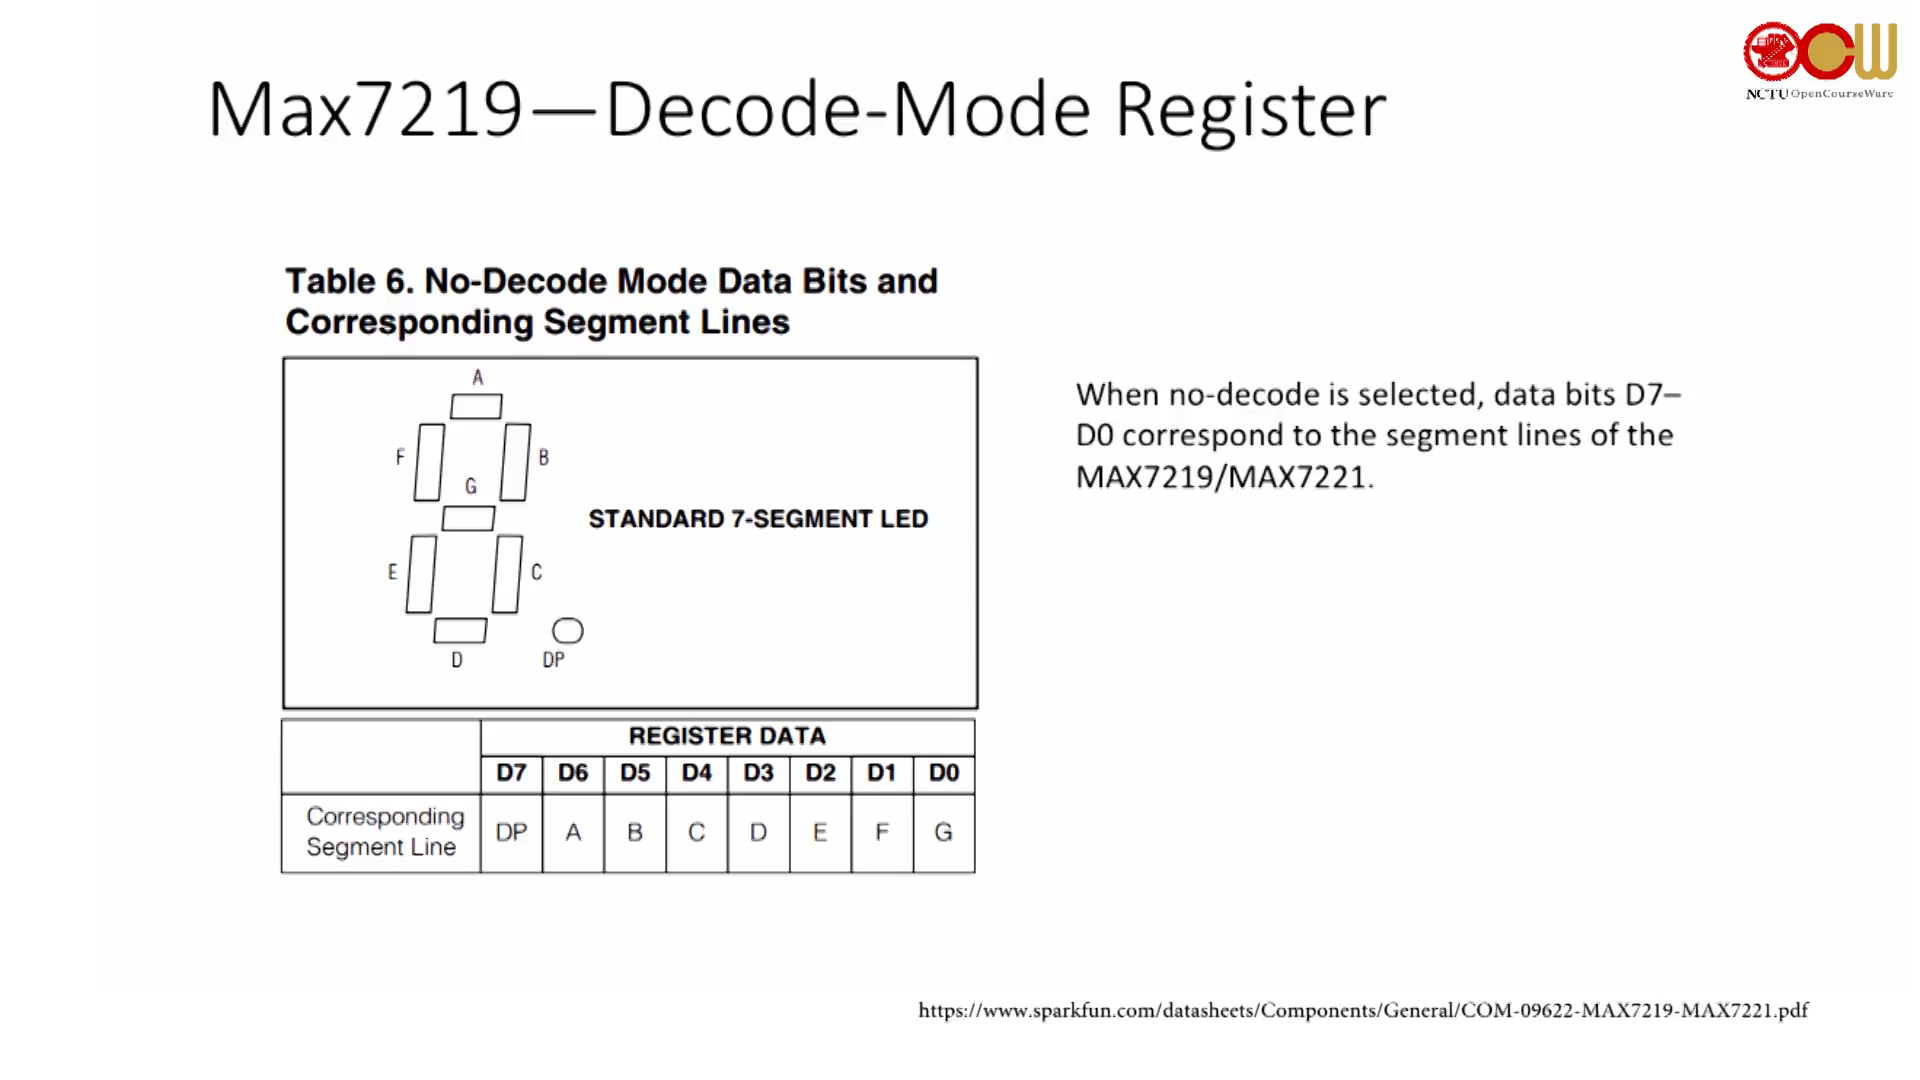 NCTU OpenCourseWare
Max7219—Decode-Mode Register
Table 6. No-Decode Mode Data Bits and
Corresponding Segment Lines
A
F
B
G
STANDARD 7-SEGMENT LED
E
C
D
DP
REGISTER DATA
D7 D6 D5 D4 D3 D2 D1 D0
Corresponding
Segment Line
DP A B C D E F G
When no-decode is selected, data bits D7–
D0 correspond to the segment lines of the
MAX7219/MAX7221.
https://www.sparkfun.com/datasheets/Components/General/COM-09622-MAX7219-MAX7221.pdf